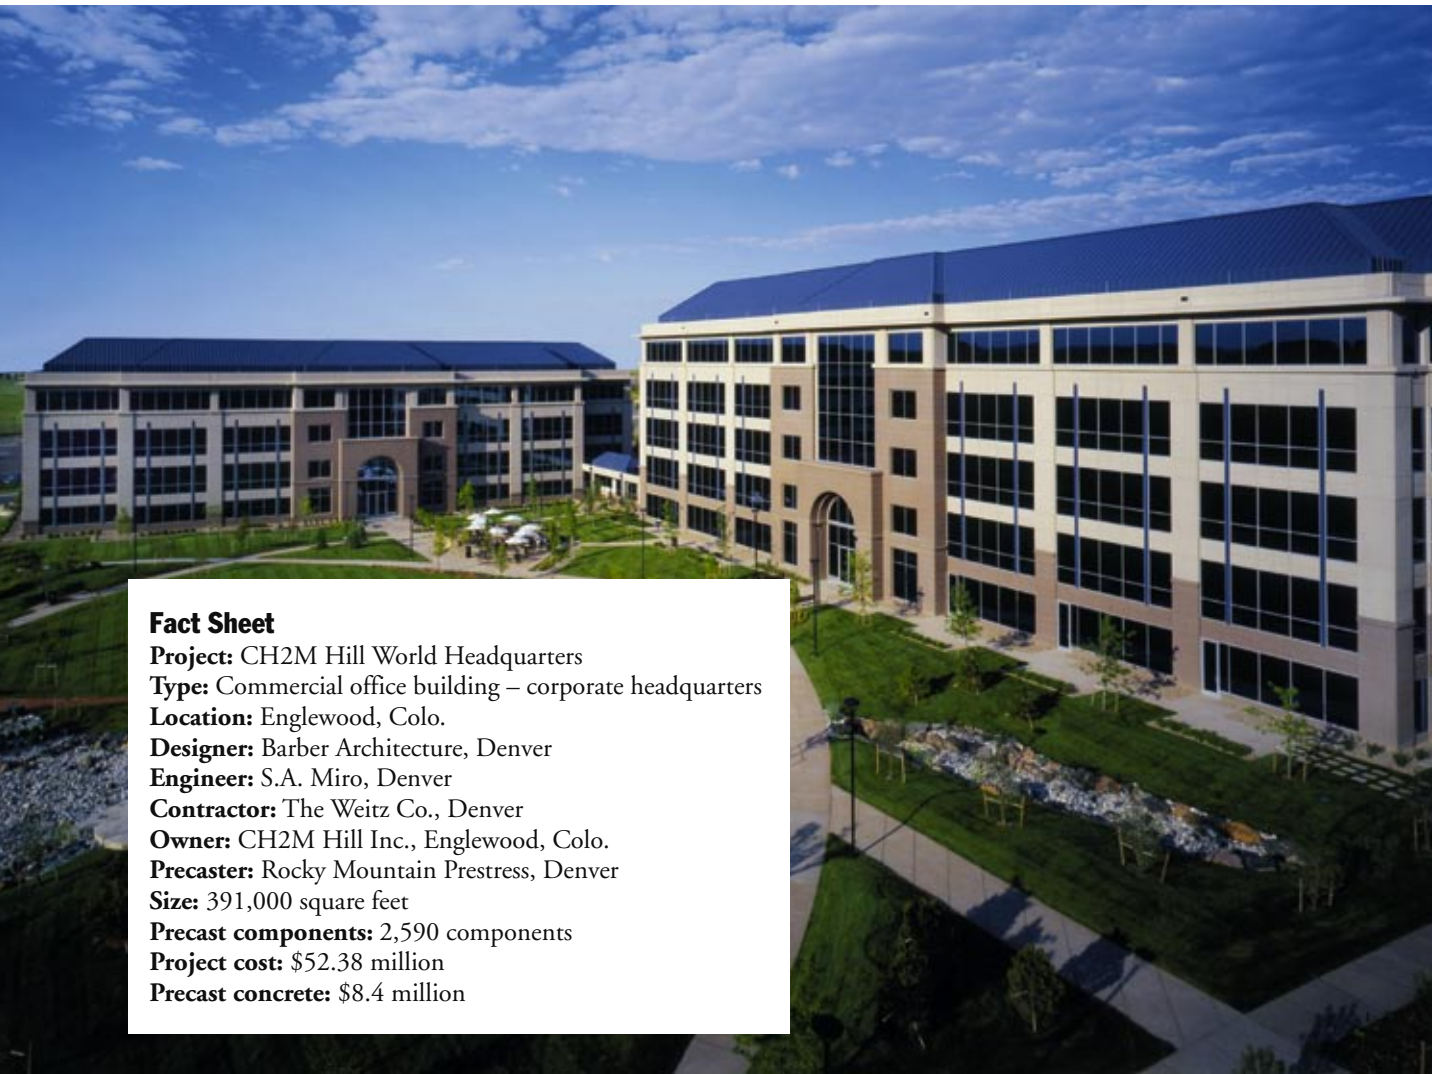 Fact Sheet
Project: CH2M Hill World Headquarters
Type: Commercial office building – corporate headquarters
Location: Englewood, Colo.
Designer: Barber Architecture, Denver
Engineer: S.A. Miro, Denver
Contractor: The Weitz Co., Denver
Owner: CH2M Hill Inc., Englewood, Colo.
Precaster: Rocky Mountain Prestress, Denver
Size: 391,000 square feet
Precast components: 2,590 components
Project cost: $52.38 million
Precast concrete: $8.4 million